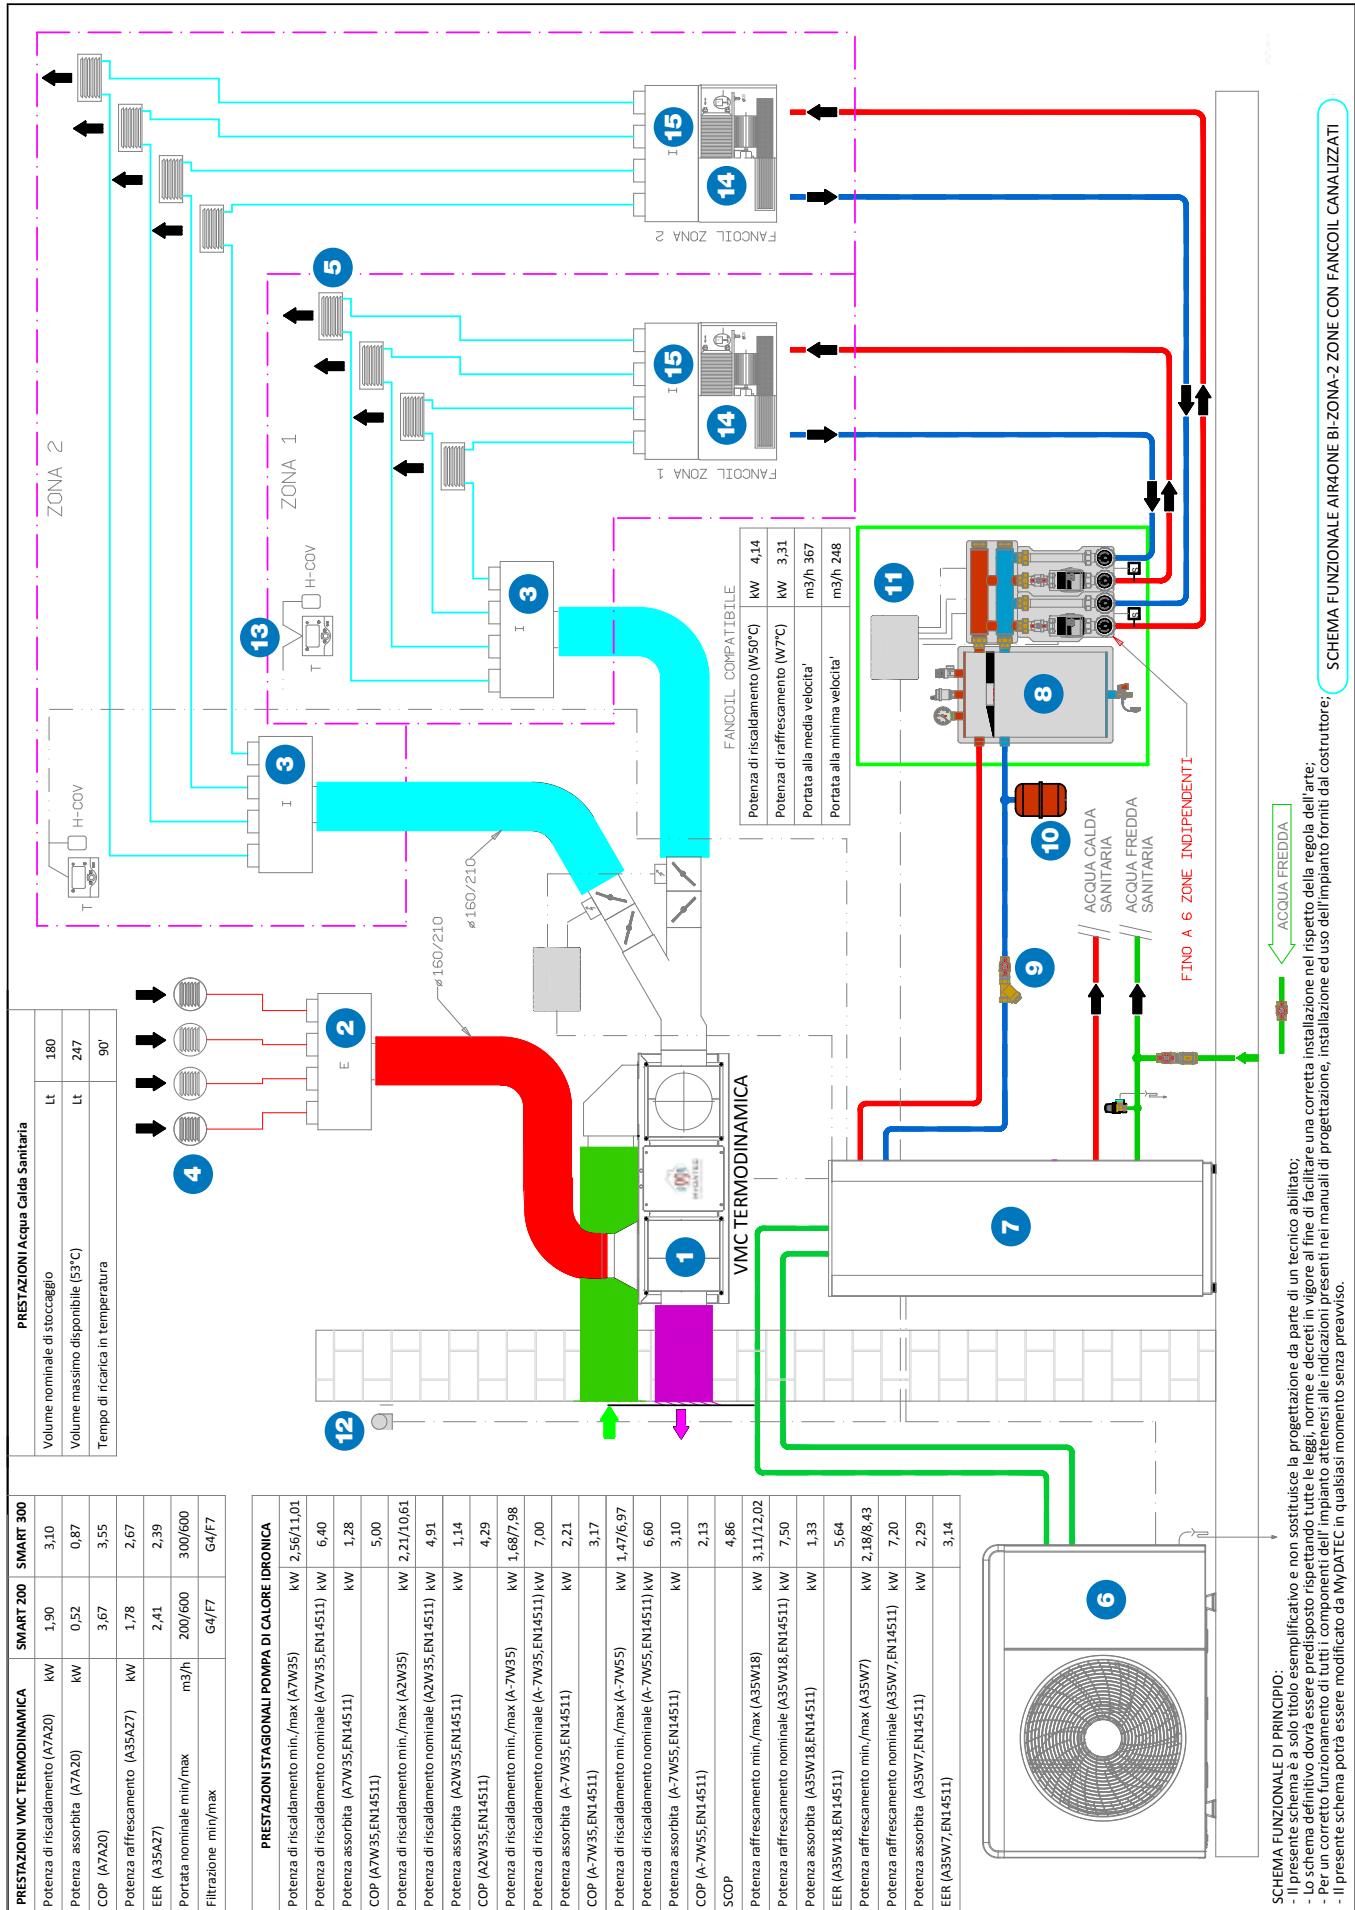 PRESTAZIONI VMC TERMODINAMICA SMART 200 SMART 300
Potenza di riscaldamento (A7A20) kW 1,90 3,10
Potenza assorbita (A7A20) kW 0,52 0,87
COP (A7A20) 3,67 3,55
Potenza raffrescamento (A35A27) kW 1,78 2,67
EER (A35A27) 2,41 2,39
Portata nominale min/max m3/h 200/600 300/600
Filtrazione min/max G4/F7 G4/F7
PRESTAZIONI Acqua Calda Sanitaria
Volume nominale di stoccaggio Lt 180
Volume massimo disponibile (53°C) Lt 247
Tempo di ricarica in temperatura 90'
PRESTAZIONI STAGIONALI POMPA DI CALORE IDRONICA
Potenza di riscaldamento min./max (A7W35) kW 2,56/11,01
Potenza di riscaldamento nominale (A7W35,EN14511) kW 6,40
Potenza assorbita (A7W35,EN14511) kW 1,28
COP (A7W35,EN14511) 5,00
Potenza di riscaldamento min./max (A2W35) kW 2,21/10,61
Potenza di riscaldamento nominale (A2W35,EN14511) kW 4,91
Potenza assorbita (A2W35,EN14511) kW 1,14
COP (A2W35,EN14511) 4,29
Potenza di riscaldamento min./max (A-7W35) kW 1,68/7,98
Potenza di riscaldamento nominale (A-7W35,EN14511) kW 7,00
Potenza assorbita (A-7W35,EN14511) kW 2,21
COP (A-7W35,EN14511) 3,17
Potenza di riscaldamento min./max (A-7W55) kW 1,47/6,97
Potenza di riscaldamento nominale (A-7W55,EN14511) kW 6,60
Potenza assorbita (A-7W55,EN14511) kW 3,10
COP (A-7W55,EN14511) 2,13
SCOP 4,86
Potenza raffrescamento min./max (A35W18) kW 3,11/12,02
Potenza raffrescamento nominale (A35W18,EN14511) kW 7,50
Potenza assorbita (A35W18,EN14511) kW 1,33
EER (A35W18,EN14511) 5,64
Potenza raffrescamento min./max (A35W7) kW 2,18/8,43
Potenza raffrescamento nominale (A35W7,EN14511) kW 7,20
Potenza assorbita (A35W7,EN14511) kW 2,29
EER (A35W7,EN14511) 3,14
ZONA 2
ZONA 1
T H-COV
T H-COV
13
5
3
I
3
I
4
2
E
ø160/210
ø160/210
12
1
VMC TERMODINAMICA
15
I
14
FANCOIL ZONA 2
15
I
14
FANCOIL ZONA 1
FANCOIL COMPATIBILE
Potenza di riscaldamento (W50°C) kW 4,14
Potenza di raffrescamento (W7°C) kW 3,31
Portata alla media velocita' m3/h 367
Portata alla minima velocita' m3/h 248
11
8
10
9
7
6
ACQUA CALDA
SANITARIA
ACQUA FREDDA
SANITARIA
FINO A 6 ZONE INDIPENDENTI
ACQUA FREDDA
SCHEMA FUNZIONALE DI PRINCIPIO:
- Il presente schema è a solo titolo esemplificativo e non sostituisce la progettazione da parte di un tecnico abilitato;
- Lo schema definitivo dovrà essere predisposto rispettando tutte le leggi, norme e decreti in vigore al fine di facilitare una corretta installazione nel rispetto della regola dell'arte;
- Per un corretto funzionamento di tutti i componenti dell' impianto attenersi alle indicazioni presenti nei manuali di progettazione, installazione ed uso dell'impianto forniti dal costruttore;
- Il presente schema potrà essere modificato da MyDATEC in qualsiasi momento senza preavviso.
SCHEMA FUNZIONALE AIR4ONE BI-ZONA-2 ZONE CON FANCOIL CANALIZZATI